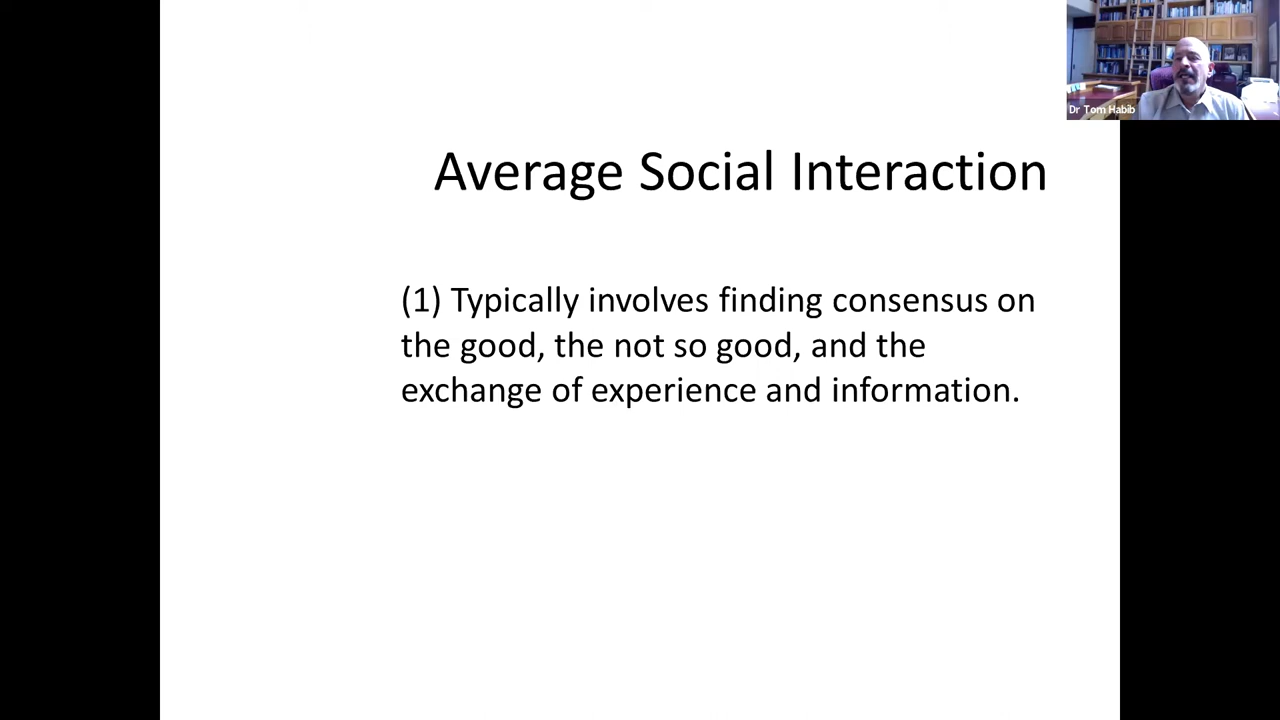 Dr Tom Habib
Average Social Interaction
(1) Typically involves finding consensus on
the good, the not so good, and the
exchange of experience and information.